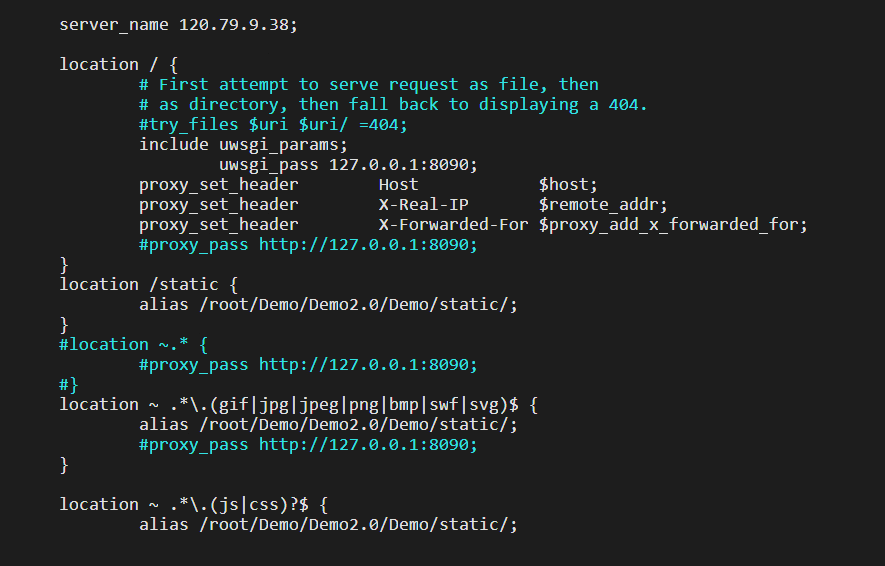 server_name 120.79.9.38;
location / {
# First attempt to serve request as file, then
# as directory, then fall back to displaying a 404.
#try_files $uri $uri/ =404;
include uwsgi_params;
uwsgi_pass 127.0.0.1:8090;
proxy_set_header Host $host;
proxy_set_header X-Real-IP $remote_addr;
proxy_set_header X-Forwarded-For $proxy_add_x_forwarded_for;
#proxy_pass http://127.0.0.1:8090;
}
location /static {
alias /root/Demo/Demo2.0/Demo/static/;
}
#location ~.* {
#proxy_pass http://127.0.0.1:8090;
#}
location ~ .*\.(gif|jpg|jpeg|png|bmp|swf|svg)$ {
alias /root/Demo/Demo2.0/Demo/static/;
#proxy_pass http://127.0.0.1:8090;
}
location ~ .*\.(js|css)?$ {
alias /root/Demo/Demo2.0/Demo/static/;